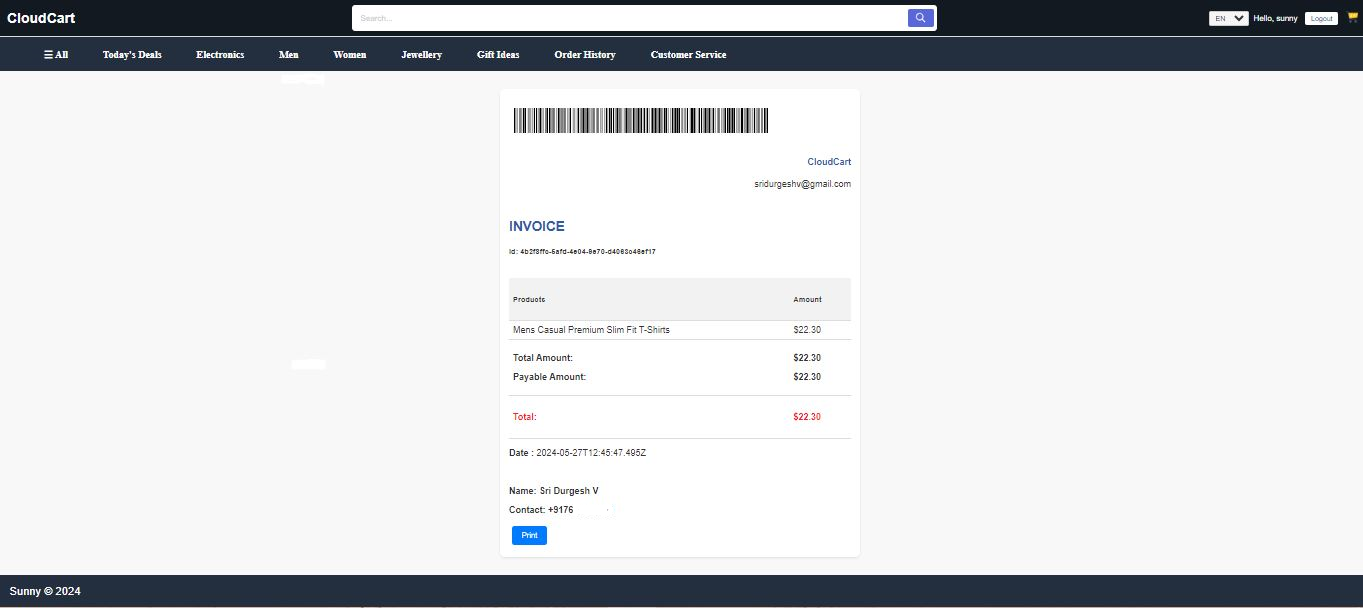 CloudCart
Search...
EN
Hello, sunny
Logout
☰ All Today's Deals Electronics Men Women Jewellery Gift Ideas Order History Customer Service
CloudCart
sridurgeshv@gmail.com
INVOICE
Id: 4b2f3ffc-5afd-4e04-9e70-d4063c46ef17
Products Amount
Mens Casual Premium Slim Fit T-Shirts $22.30
Total Amount: $22.30
Payable Amount: $22.30
Total: $22.30
Date : 2024-05-27T12:45:47.495Z
Name: Sri Durgesh V
Contact: +9176
Print
Sunny © 2024